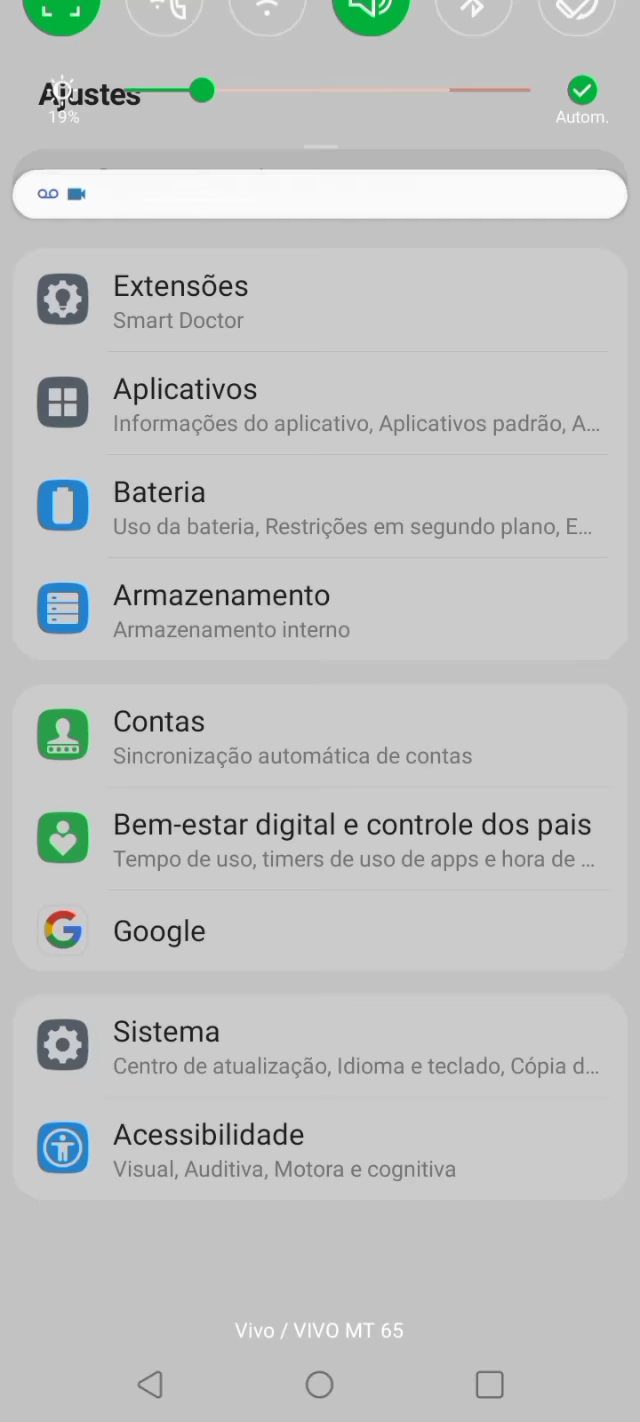 Ajustes
19%
Autom.
Extensões
Smart Doctor
Aplicativos
Informações do aplicativo, Aplicativos padrão, A...
Bateria
Uso da bateria, Restrições em segundo plano, E...
Armazenamento
Armazenamento interno
Contas
Sincronização automática de contas
Bem-estar digital e controle dos pais
Tempo de uso, timers de uso de apps e hora de ...
Google
Sistema
Centro de atualização, Idioma e teclado, Cópia d...
Acessibilidade
Visual, Auditiva, Motora e cognitiva
Vivo / VIVO MT 65